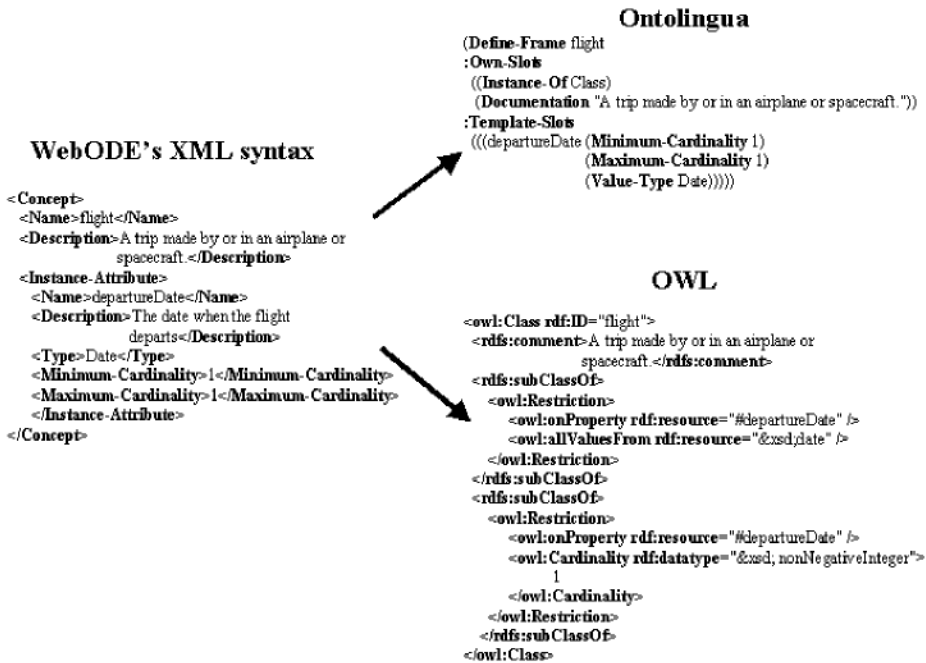 WebODE's XML syntax
<Concept>
<Name>flight</Name>
<Description>A trip made by or in an airplane or
spacecraft.</Description>
<Instance-Attribute>
<Name>departureDate</Name>
<Description>The date when the flight
departs</Description>
<Type>Date</Type>
<Minimum-Cardinality>1</Minimum-Cardinality>
<Maximum-Cardinality>1</Maximum-Cardinality>
</Instance-Attribute>
</Concept>
Ontolingua
(Define-Frame flight
:Own-Slots
((Instance-Of Class)
(Documentation "A trip made by or in an airplane or spacecraft."))
:Template-Slots
(((departureDate (Minimum-Cardinality 1)
(Maximum-Cardinality 1)
(Value-Type Date)))))
OWL
<owl:Class rdf:ID="flight">
<rdfs:comment>A trip made by or in an airplane or
spacecraft.</rdfs:comment>
<rdfs:subClassOf>
<owl:Restriction>
<owl:onProperty rdf:resource="#departureDate" />
<owl:allValuesFrom rdf:resource="&xsd;date" />
</owl:Restriction>
</rdfs:subClassOf>
<rdfs:subClassOf>
<owl:Restriction>
<owl:onProperty rdf:resource="#departureDate" />
<owl:Cardinality rdf:datatype="&xsd; nonNegativeInteger">
1
</owl:Cardinality>
</owl:Restriction>
</rdfs:subClassOf>
</owl:Class>